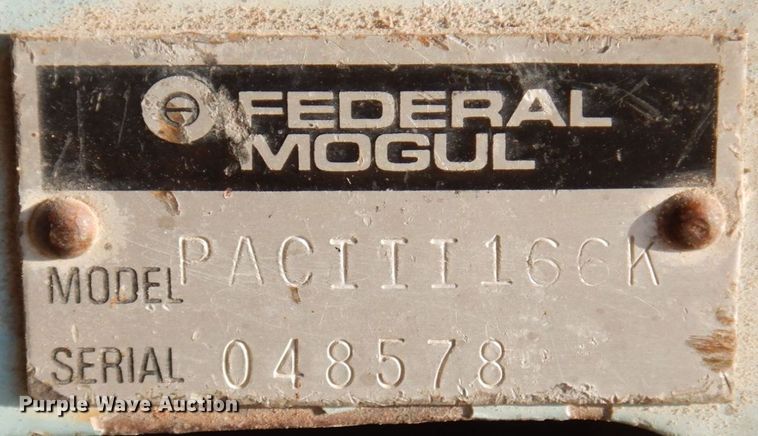 FEDERAL
MOGUL
MODEL PACIII166K
SERIAL 048578
Purple Wave Auction